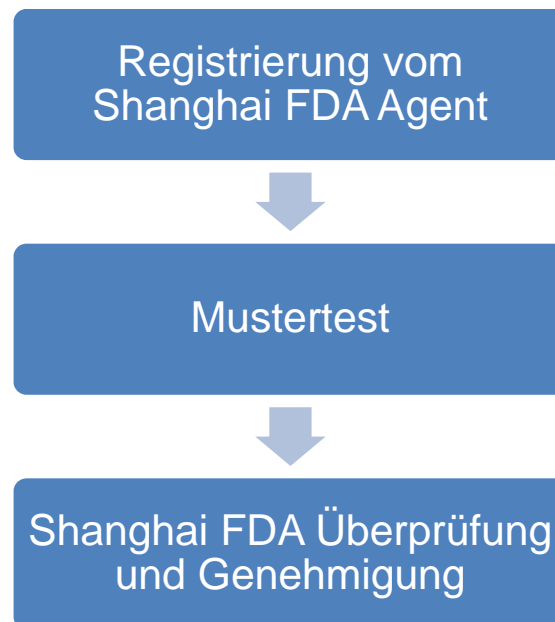 Registrierung vom
Shanghai FDA Agent
Mustertest
Shanghai FDA Überprüfung
und Genehmigung